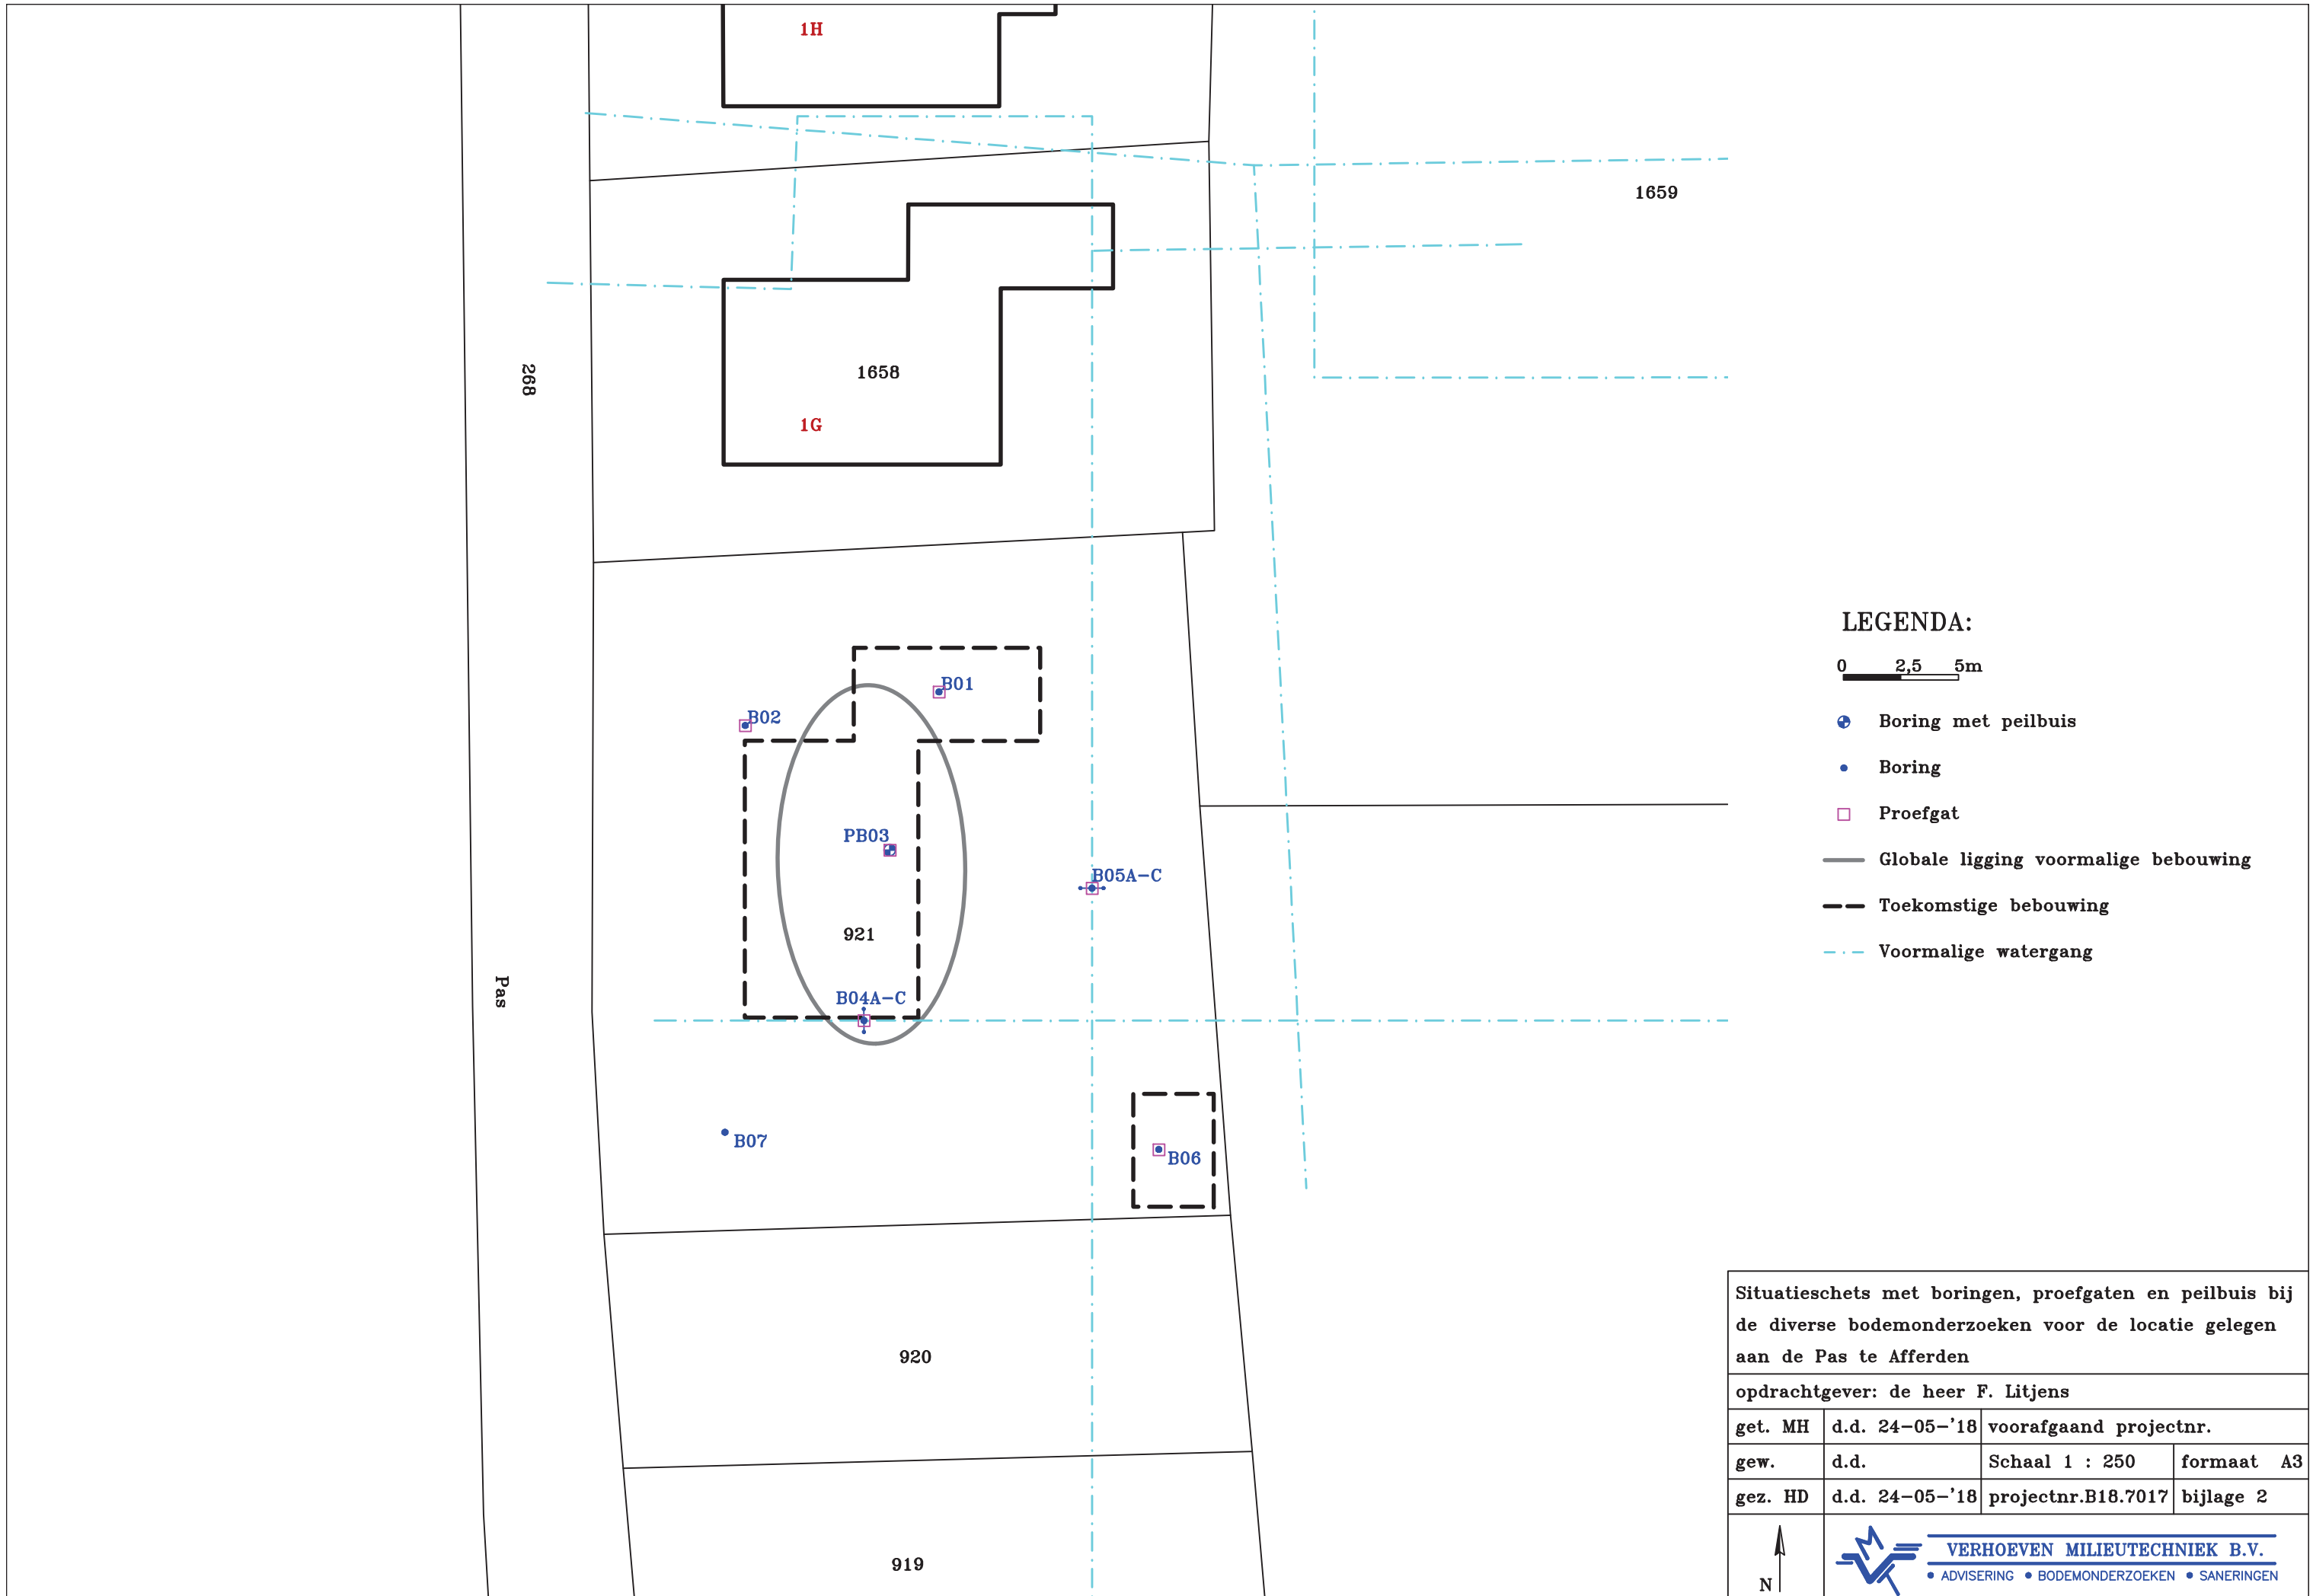 1H
1659
268
1658
1G
B01
B02
PB03
B05A-C
921
B04A-C
Pas
B07
B06
920
919
LEGENDA:
0 2,5 5m
Boring met peilbuis
Boring
Proefgat
Globale ligging voormalige bebouwing
Toekomstige bebouwing
Voormalige watergang
Situatieschets met boringen, proefgaten en peilbuis bij
de diverse bodemonderzoeken voor de locatie gelegen
aan de Pas te Afferden
opdrachtgever: de heer F. Litjens
get. MH d.d. 24-05-'18 voorafgaand projectnr.
gew. d.d. Schaal 1 : 250 formaat A3
gez. HD d.d. 24-05-'18 projectnr.B18.7017 bijlage 2
N
VERHOEVEN MILIEUTECHNIEK B.V.
• ADVISERING • BODEMONDERZOEKEN • SANERINGEN